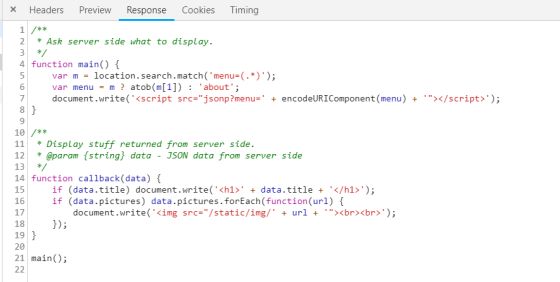 × Headers Preview Response Cookies Timing
1 /**
2  * Ask server side what to display.
3  */
4 function main() {
5     var m = location.search.match('menu=(.*)');
6     var menu = m ? atob(m[1]) : 'about';
7     document.write('<script src="jsonp?menu=' + encodeURIComponent(menu) + '"></script>');
8 }
9
10 /**
11  * Display stuff returned from server side.
12  * @param {string} data - JSON data from server side
13  */
14 function callback(data) {
15     if (data.title) document.write('<h1>' + data.title + '</h1>');
16     if (data.pictures) data.pictures.forEach(function(url) {
17         document.write('<img src="/static/img/' + url + '"><br><br>');
18     });
19 }
20
21 main();
22